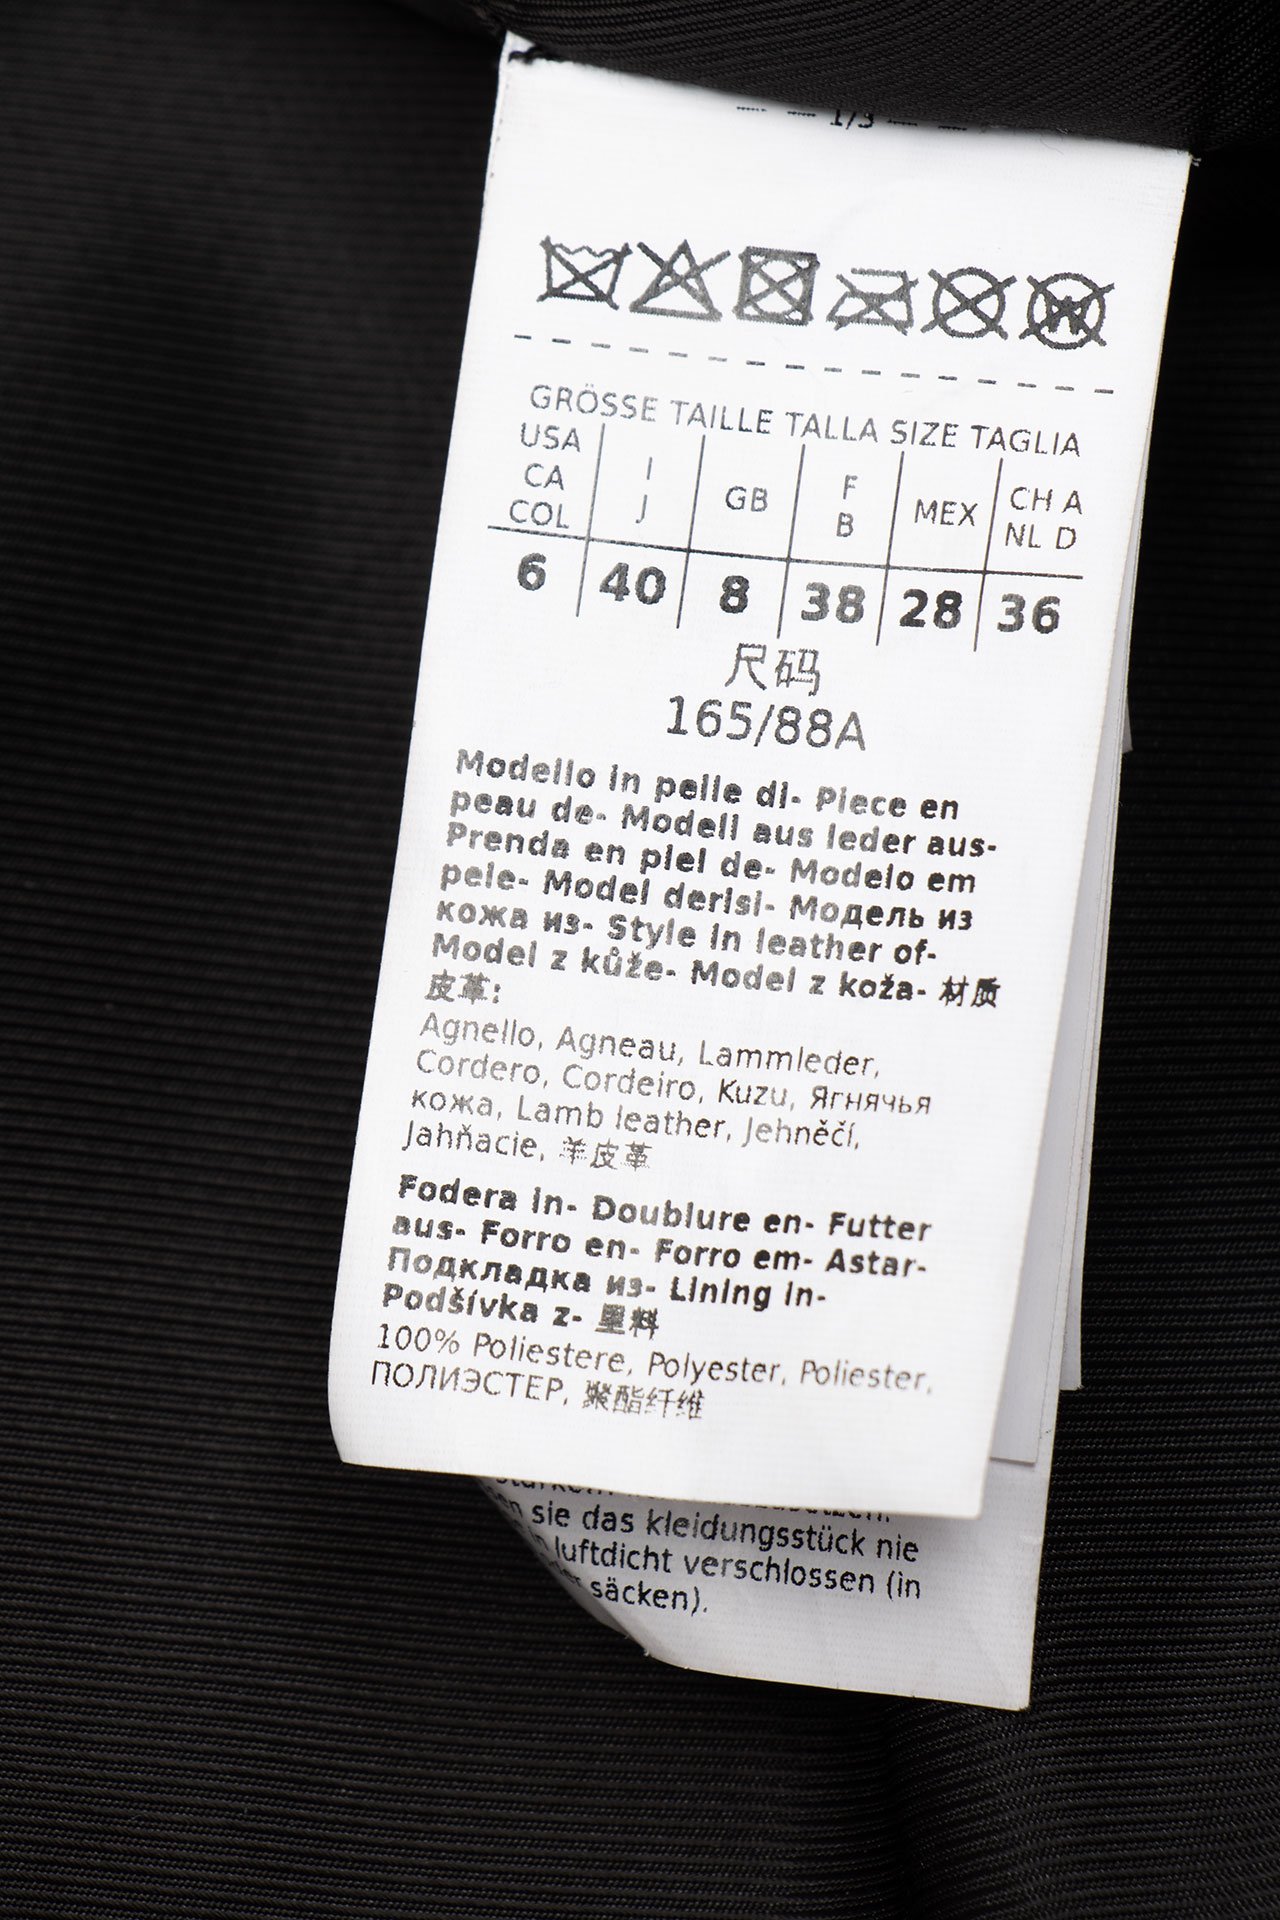 1/3
GRÖSSE TAILLE TALLA SIZE TAGLIA
USA CA COL
I J
GB
F B
MEX
CH A NL D
6 40 8 38 28 36
尺码
165/88A
Modello in pelle di- Piece en
peau de- Modell aus leder aus-
Prenda en piel de- Modelo em
pele- Model derisi- Модель из
кожа из- Style in leather of-
Model z kůže- Model z koža- 材质
皮革:
Agnello, Agneau, Lammleder,
Cordero, Cordeiro, Kuzu, Ягнячья
кожа, Lamb leather, Jehněčí,
Jahňacie, 羊皮革
Fodera in- Doublure en- Futter
aus- Forro en- Forro em- Astar-
Подкладка из- Lining in-
Podšívka z- 里料
100% Poliestere, Polyester, Poliester,
ПОЛИЭСТЕР, 聚酯纤维
sie das kleidungsstück nie
luftdicht verschlossen (in
säcken).